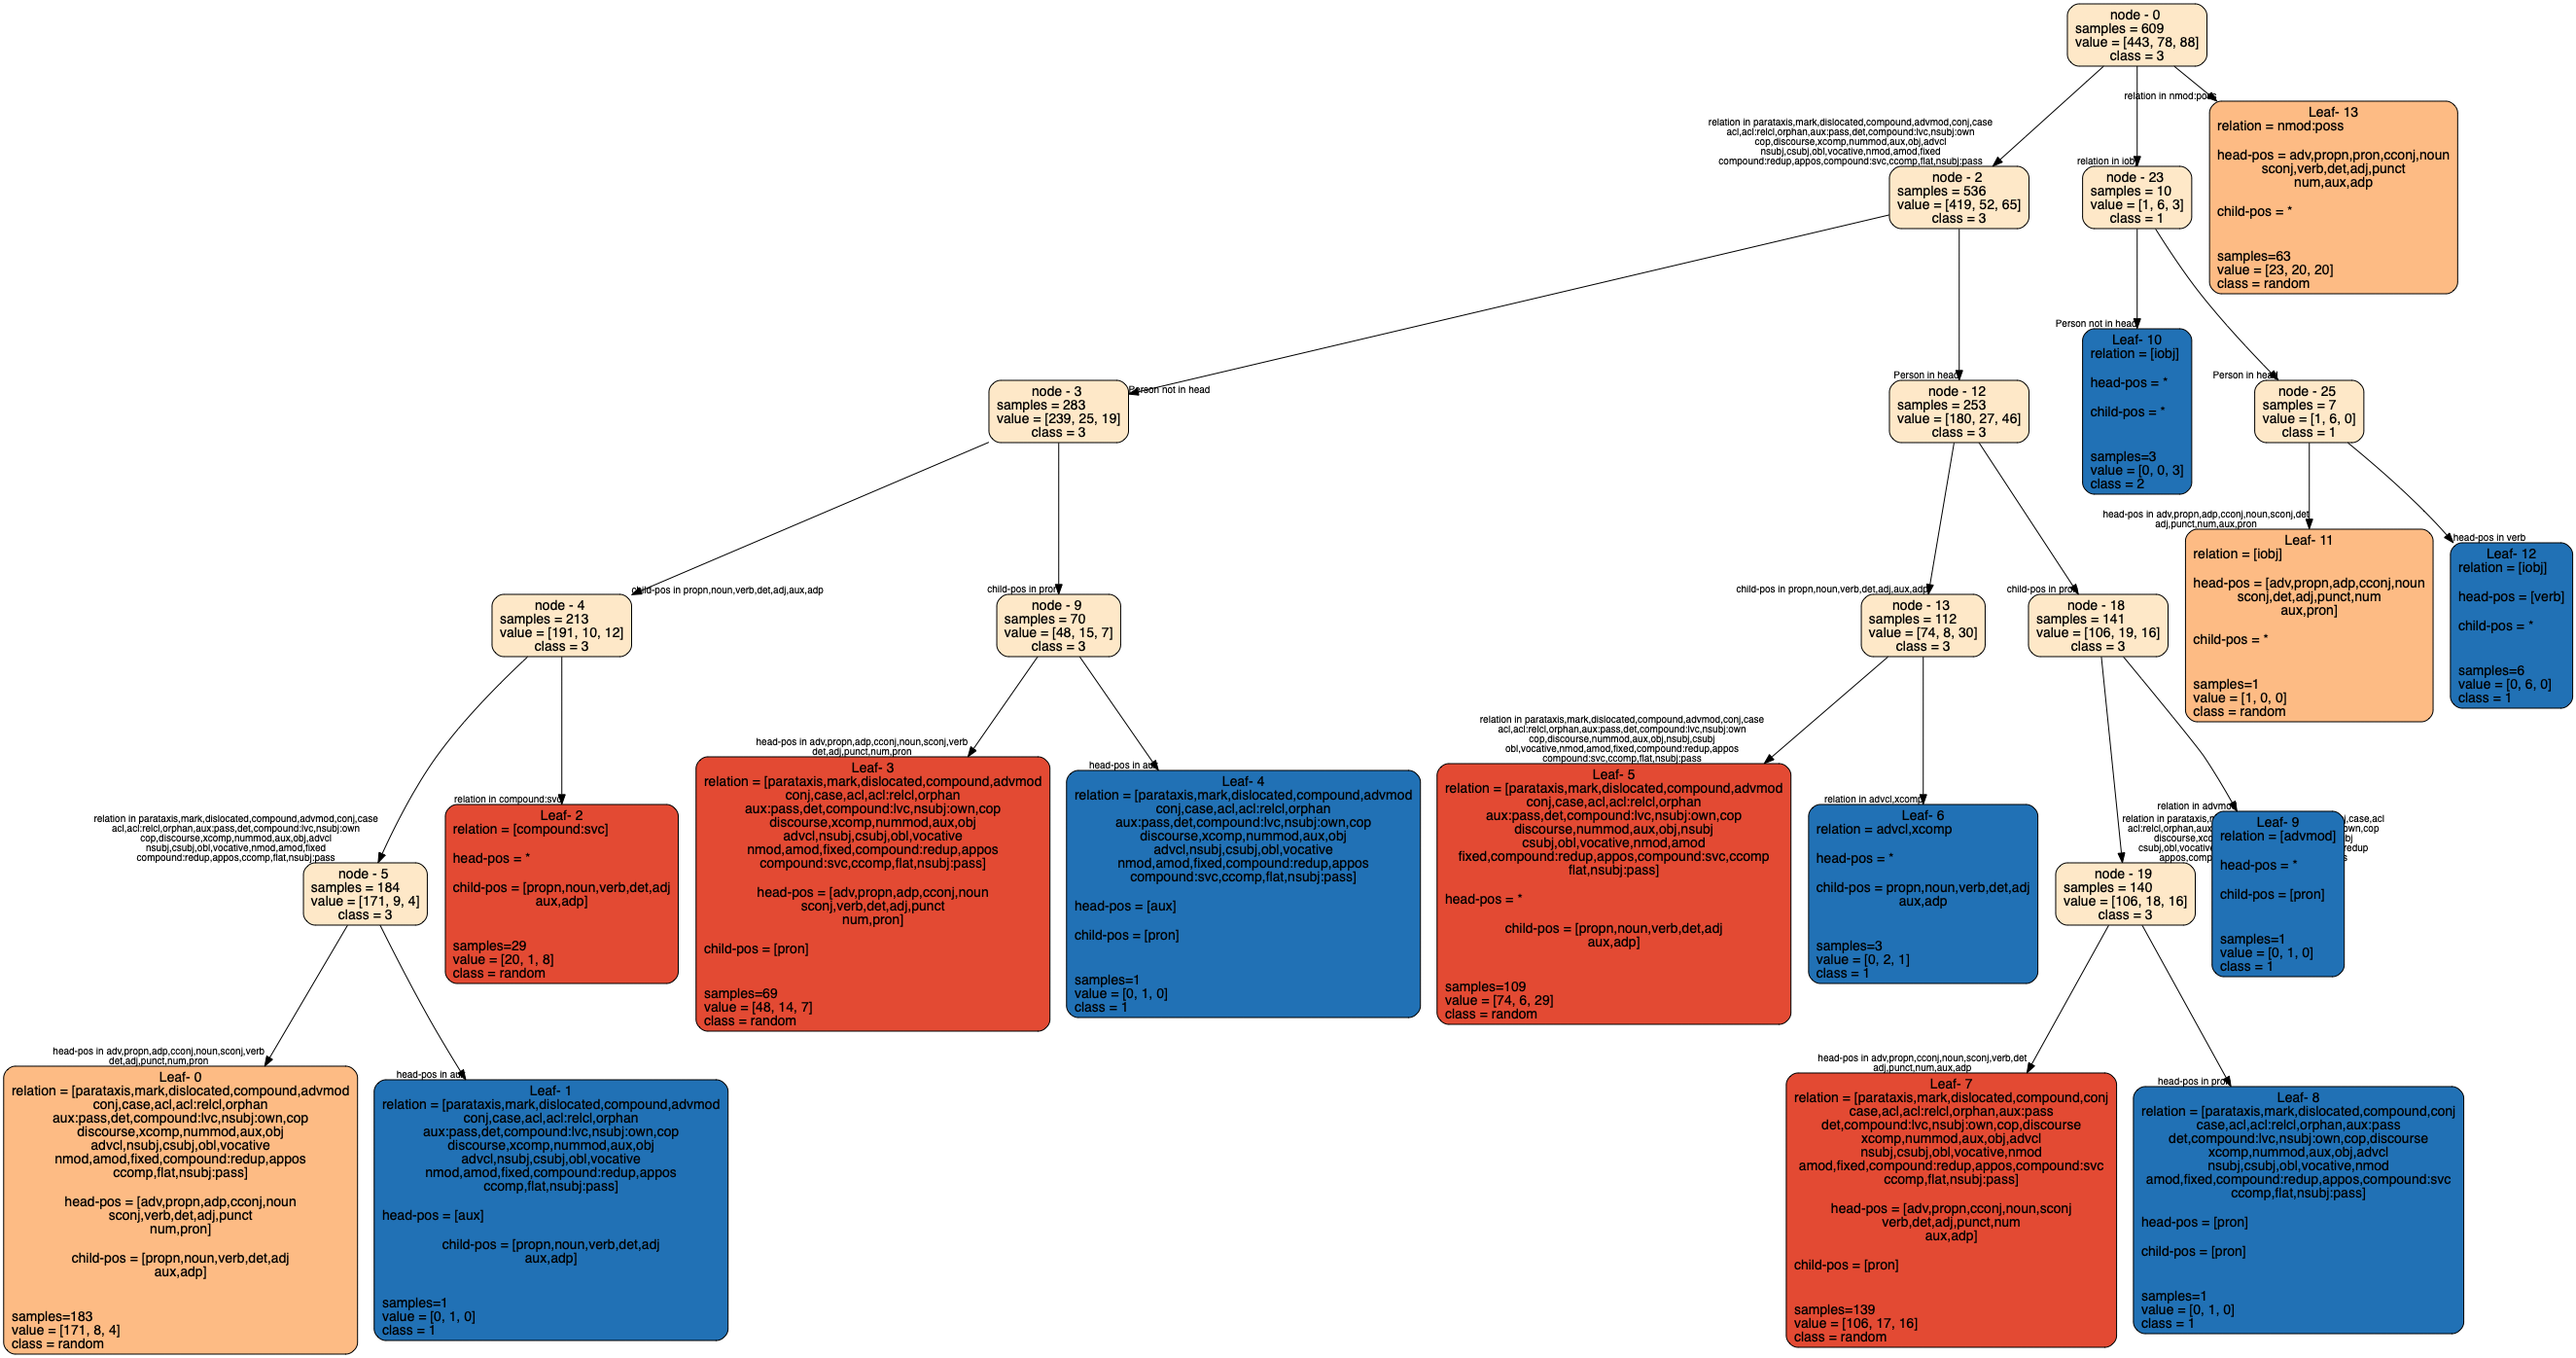 node - 0
samples = 609
value = [443, 78, 88]
class = 3
relation in nmod:poss
Leaf- 13
relation = nmod:poss
head-pos = adv,propn,pron,cconj,noun
sconj,verb,det,adj,punct
num,aux,adp
child-pos = *
samples=63
value = [23, 20, 20]
class = random
relation in parataxis,mark,dislocated,compound,advmod,conj,case
acl,acl:relcl,orphan,aux:pass,det,compound:lvc,nsubj:own
cop,discourse,xcomp,nummod,aux,obj,advcl
nsubj,csubj,obl,vocative,nmod,amod,fixed
compound:redup,appos,compound:svc,ccomp,flat,nsubj:pass
node - 2
samples = 536
value = [419, 52, 65]
class = 3
relation in iobj
node - 23
samples = 10
value = [1, 6, 3]
class = 1
Person not in head
Leaf- 10
relation = [iobj]
head-pos = *
child-pos = *
samples=3
value = [0, 0, 3]
class = 2
Person not in head
node - 3
samples = 283
value = [239, 25, 19]
class = 3
Person in head
node - 12
samples = 253
value = [180, 27, 46]
class = 3
Person in head
node - 25
samples = 7
value = [1, 6, 0]
class = 1
head-pos in adv,propn,adp,cconj,noun,sconj,det
adj,punct,num,aux,pron
Leaf- 11
relation = [iobj]
head-pos = [adv,propn,adp,cconj,noun
sconj,det,adj,punct,num
aux,pron]
child-pos = *
samples=1
value = [1, 0, 0]
class = random
head-pos in verb
Leaf- 12
relation = [iobj]
head-pos = [verb]
child-pos = *
samples=6
value = [0, 6, 0]
class = 1
child-pos in propn,noun,verb,det,adj,aux,adp
node - 4
samples = 213
value = [191, 10, 12]
class = 3
child-pos in pron
node - 9
samples = 70
value = [48, 15, 7]
class = 3
child-pos in propn,noun,verb,det,adj,aux,adp
node - 13
samples = 112
value = [74, 8, 30]
class = 3
child-pos in pron
node - 18
samples = 141
value = [106, 19, 16]
class = 3
relation in parataxis,mark,dislocated,compound,advmod,conj,case
acl,acl:relcl,orphan,aux:pass,det,compound:lvc,nsubj:own
cop,discourse,xcomp,nummod,aux,obj,advcl
nsubj,csubj,obl,vocative,nmod,amod,fixed
compound:redup,appos,ccomp,flat,nsubj:pass
node - 5
samples = 184
value = [171, 9, 4]
class = 3
relation in compound:svc
Leaf- 2
relation = [compound:svc]
head-pos = *
child-pos = [propn,noun,verb,det,adj
aux,adp]
samples=29
value = [20, 1, 8]
class = random
head-pos in adv,propn,adp,cconj,noun,sconj,verb
det,adj,punct,num,pron
Leaf- 3
relation = [parataxis,mark,dislocated,compound,advmod
conj,case,acl,acl:relcl,orphan
aux:pass,det,compound:lvc,nsubj:own,cop
discourse,xcomp,nummod,aux,obj
advcl,nsubj,csubj,obl,vocative
nmod,amod,fixed,compound:redup,appos
compound:svc,ccomp,flat,nsubj:pass]
head-pos = [adv,propn,adp,cconj,noun
sconj,verb,det,adj,punct
num,pron]
child-pos = [pron]
samples=69
value = [48, 14, 7]
class = random
head-pos in aux
Leaf- 4
relation = [parataxis,mark,dislocated,compound,advmod
conj,case,acl,acl:relcl,orphan
aux:pass,det,compound:lvc,nsubj:own,cop
discourse,xcomp,nummod,aux,obj
advcl,nsubj,csubj,obl,vocative
nmod,amod,fixed,compound:redup,appos
compound:svc,ccomp,flat,nsubj:pass]
head-pos = [aux]
child-pos = [pron]
samples=1
value = [0, 1, 0]
class = 1
relation in parataxis,mark,dislocated,compound,advmod,conj,case
acl,acl:relcl,orphan,aux:pass,det,compound:lvc,nsubj:own
cop,discourse,nummod,aux,obj,nsubj,csubj
obl,vocative,nmod,amod,fixed,compound:redup,appos
compound:svc,ccomp,flat,nsubj:pass
Leaf- 5
relation = [parataxis,mark,dislocated,compound,advmod
conj,case,acl,acl:relcl,orphan
aux:pass,det,compound:lvc,nsubj:own,cop
discourse,nummod,aux,obj,nsubj
csubj,obl,vocative,nmod,amod
fixed,compound:redup,appos,compound:svc,ccomp
flat,nsubj:pass]
head-pos = *
child-pos = [propn,noun,verb,det,adj
aux,adp]
samples=109
value = [74, 6, 29]
class = random
relation in advcl,xcomp
Leaf- 6
relation = advcl,xcomp
head-pos = *
child-pos = propn,noun,verb,det,adj
aux,adp
samples=3
value = [0, 2, 1]
class = 1
relation in advmod
Leaf- 9
relation = [advmod]
head-pos = *
child-pos = [pron]
samples=1
value = [0, 1, 0]
class = 1
relation in case,acl
node - 19
samples = 140
value = [106, 18, 16]
class = 3
head-pos in adv,propn,adp,cconj,noun,sconj,verb
det,adj,punct,num,pron
Leaf- 0
relation = [parataxis,mark,dislocated,compound,advmod
conj,case,acl,acl:relcl,orphan
aux:pass,det,compound:lvc,nsubj:own,cop
discourse,xcomp,nummod,aux,obj
advcl,nsubj,csubj,obl,vocative
nmod,amod,fixed,compound:redup,appos
ccomp,flat,nsubj:pass]
head-pos = [adv,propn,adp,cconj,noun
sconj,verb,det,adj,punct
num,pron]
child-pos = [propn,noun,verb,det,adj
aux,adp]
samples=183
value = [171, 8, 4]
class = random
head-pos in aux
Leaf- 1
relation = [parataxis,mark,dislocated,compound,advmod
conj,case,acl,acl:relcl,orphan
aux:pass,det,compound:lvc,nsubj:own,cop
discourse,xcomp,nummod,aux,obj
advcl,nsubj,csubj,obl,vocative
nmod,amod,fixed,compound:redup,appos
ccomp,flat,nsubj:pass]
head-pos = [aux]
child-pos = [propn,noun,verb,det,adj
aux,adp]
samples=1
value = [0, 1, 0]
class = 1
head-pos in adv,propn,cconj,noun,sconj,verb,det
adj,punct,num,aux,adp
Leaf- 7
relation = [parataxis,mark,dislocated,compound,conj
case,acl,acl:relcl,orphan,aux:pass
det,compound:lvc,nsubj:own,cop,discourse
xcomp,nummod,aux,obj,advcl
nsubj,csubj,obl,vocative,nmod
amod,fixed,compound:redup,appos,compound:svc
ccomp,flat,nsubj:pass]
head-pos = [adv,propn,cconj,noun,sconj
verb,det,adj,punct,num
aux,adp]
child-pos = [pron]
samples=139
value = [106, 17, 16]
class = random
head-pos in pron
Leaf- 8
relation = [parataxis,mark,dislocated,compound,conj
case,acl,acl:relcl,orphan,aux:pass
det,compound:lvc,nsubj:own,cop,discourse
xcomp,nummod,aux,obj,advcl
nsubj,csubj,obl,vocative,nmod
amod,fixed,compound:redup,appos,compound:svc
ccomp,flat,nsubj:pass]
head-pos = [pron]
child-pos = [pron]
samples=1
value = [0, 1, 0]
class = 1